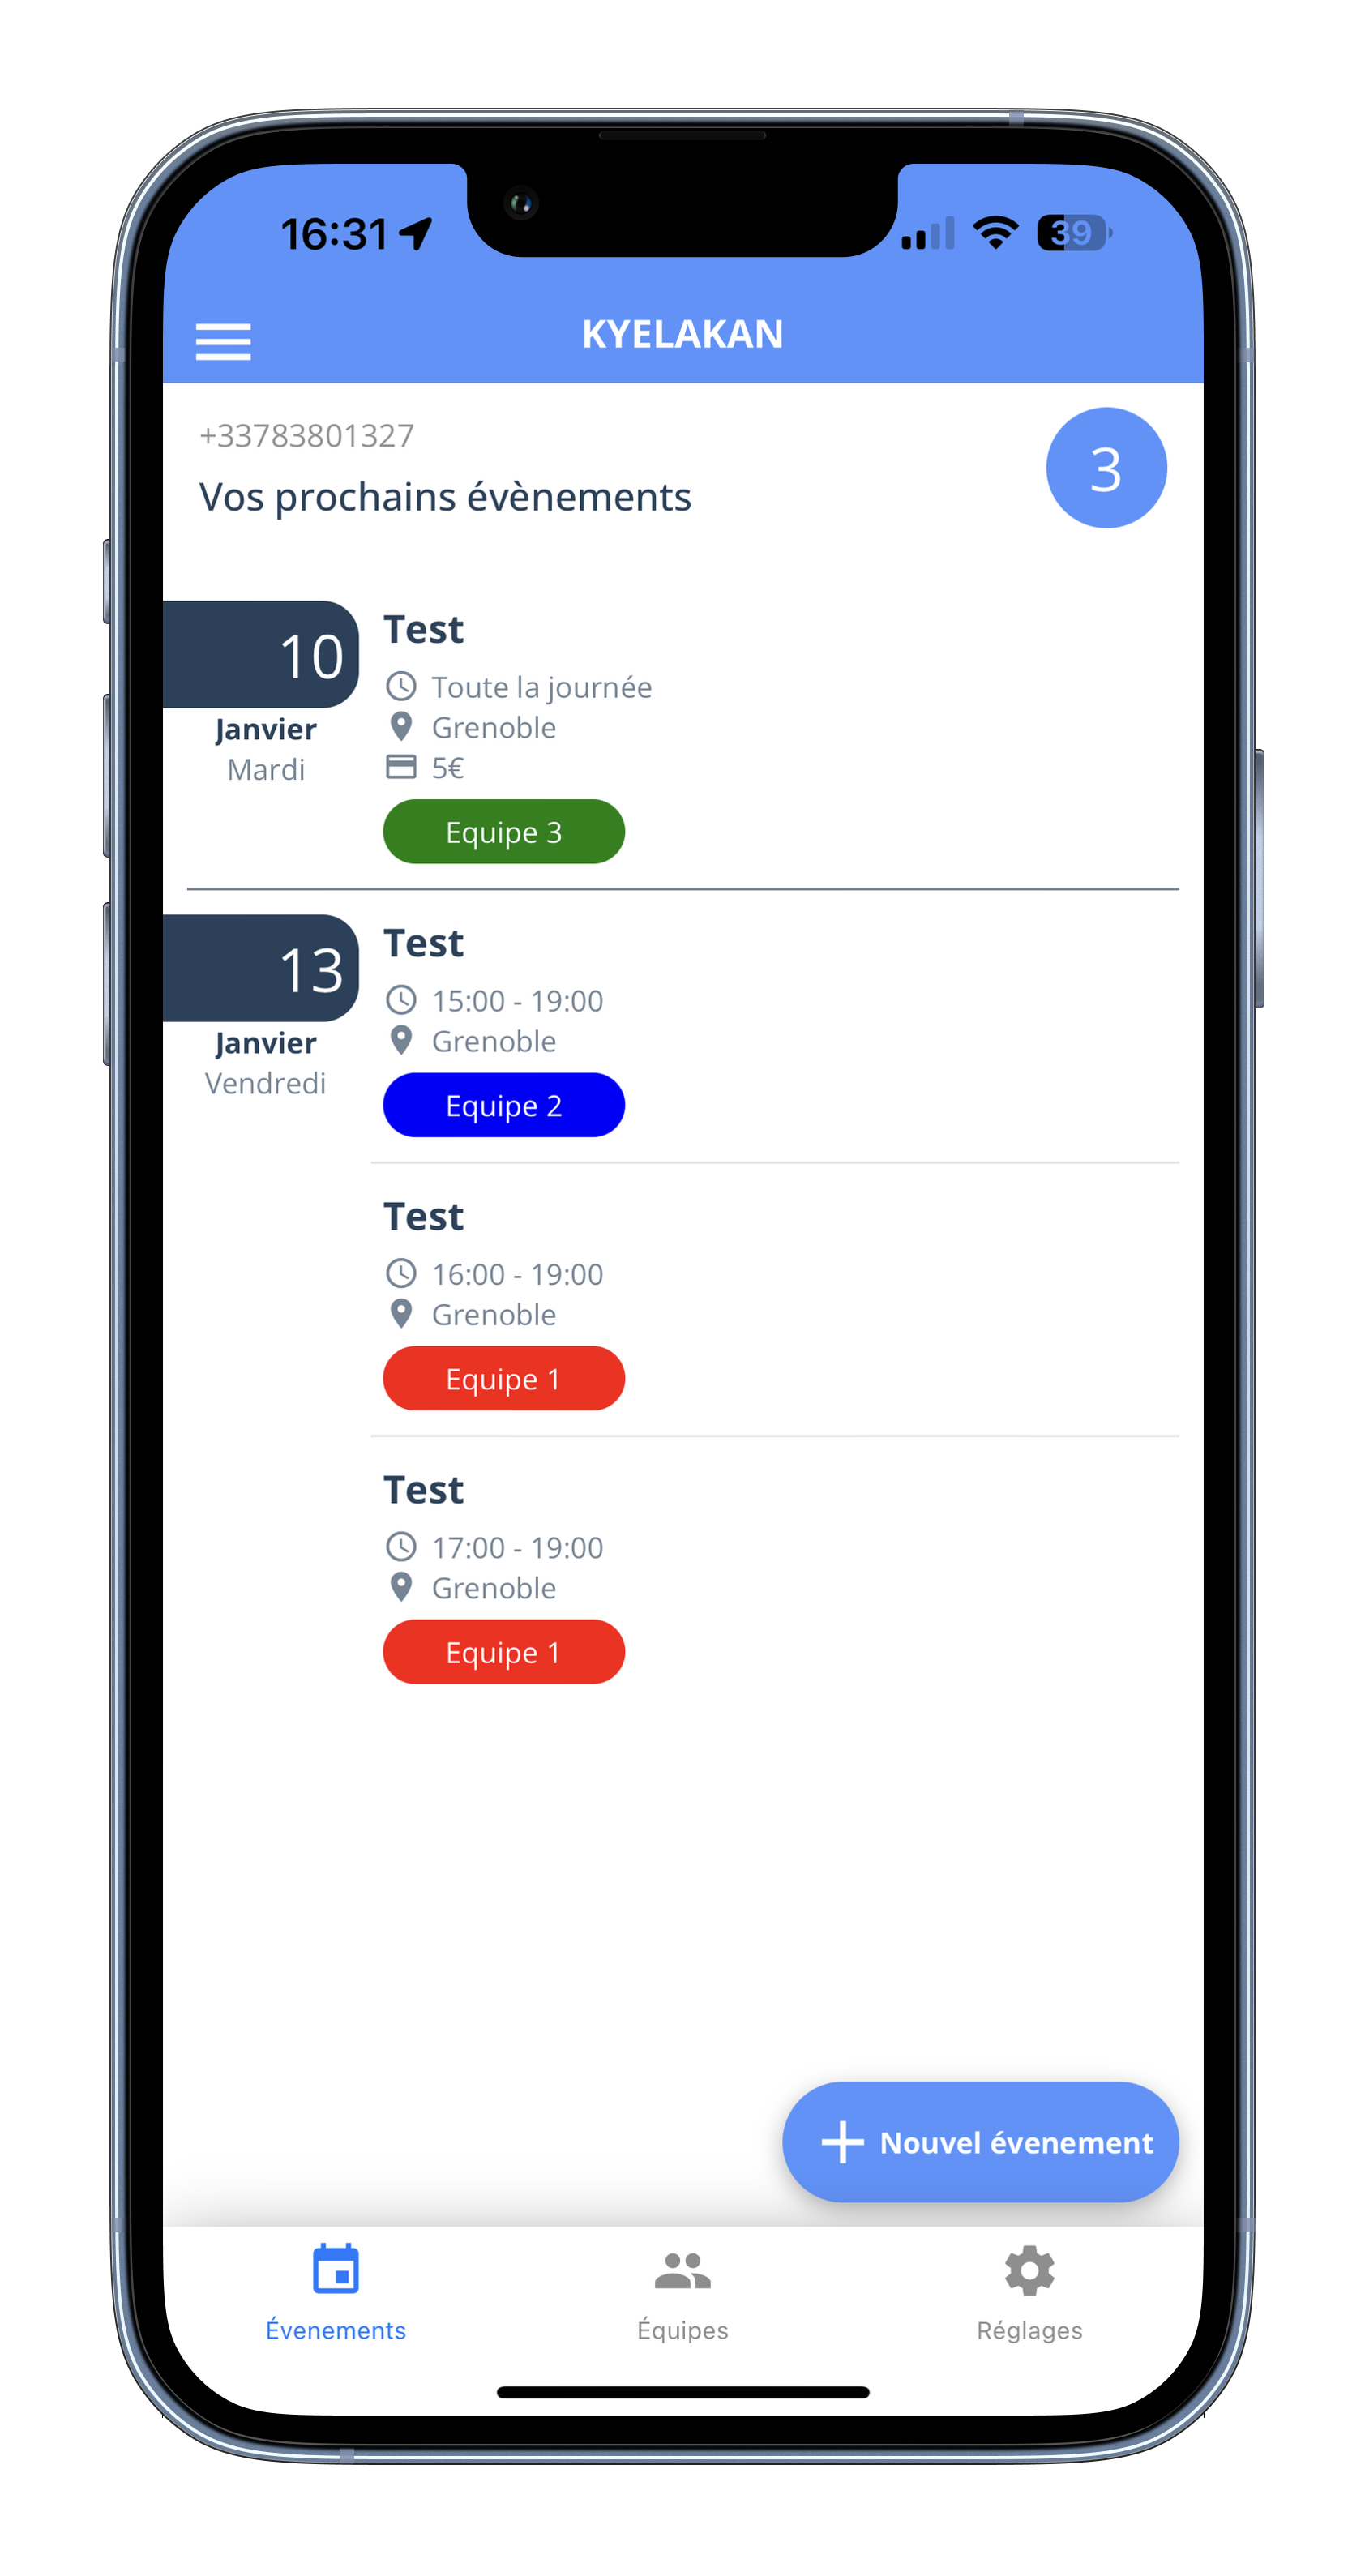 16:31
39
KYELAKAN
+33783801327
Vos prochains évènements
3
10
Janvier
Mardi
Test
Toute la journée
Grenoble
5€
Equipe 3
13
Janvier
Vendredi
Test
15:00 - 19:00
Grenoble
Equipe 2
Test
16:00 - 19:00
Grenoble
Equipe 1
Test
17:00 - 19:00
Grenoble
Equipe 1
Nouvel évenement
Évenements
Équipes
Réglages